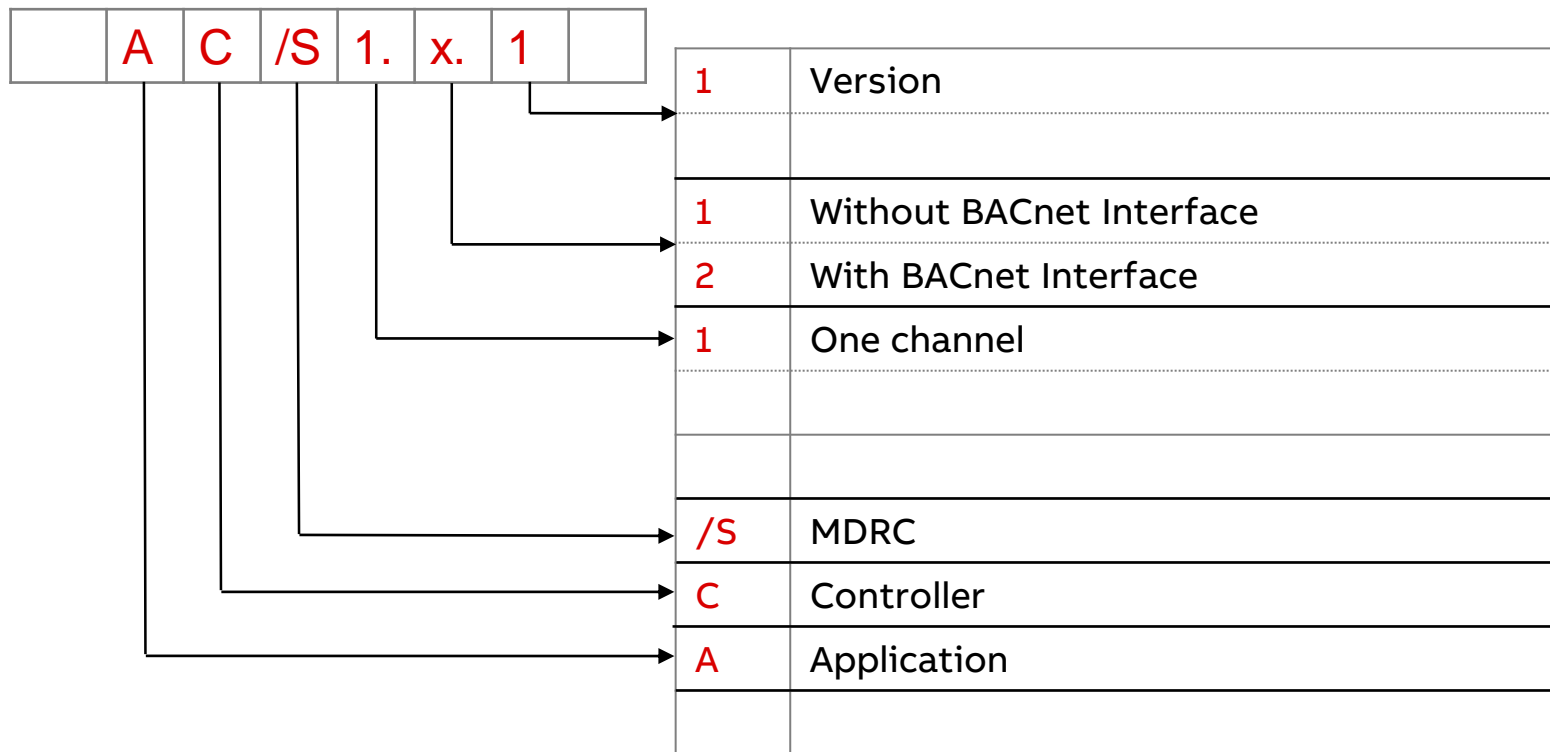 A C /S 1. x. 1
1 Version
1 Without BACnet Interface
2 With BACnet Interface
1 One channel
/S MDRC
C Controller
A Application